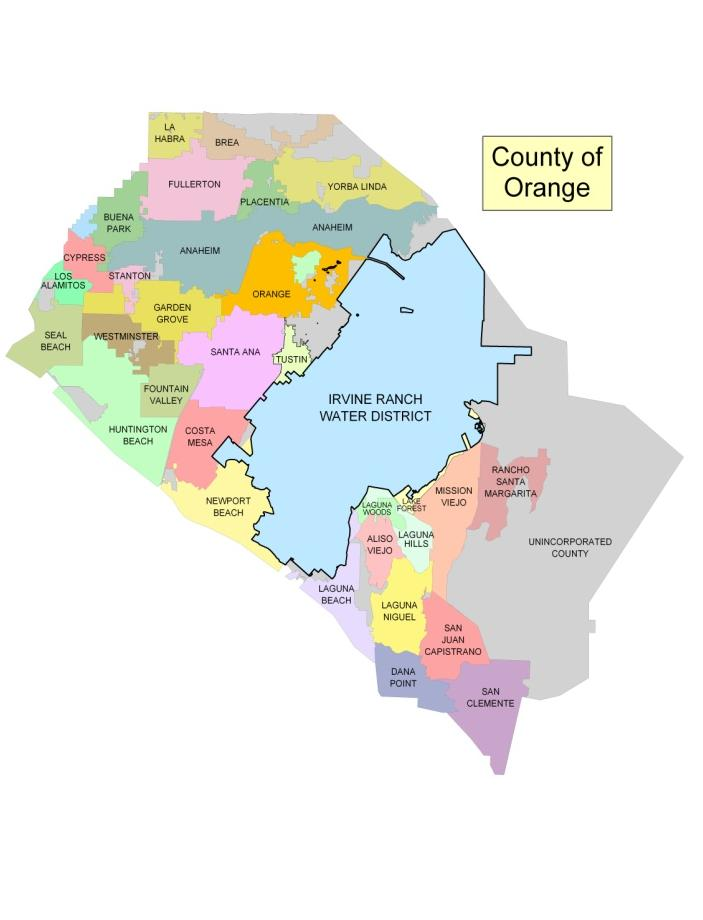 County of
Orange
LA
HABRA
BREA
FULLERTON
PLACENTIA
YORBA LINDA
BUENA
PARK
ANAHEIM
ANAHEIM
CYPRESS
LOS
ALAMITOS
STANTON
ORANGE
GARDEN
GROVE
SEAL
BEACH
WESTMINSTER
SANTA ANA
TUSTIN
FOUNTAIN
VALLEY
IRVINE RANCH
WATER DISTRICT
HUNTINGTON
BEACH
COSTA
MESA
NEWPORT
BEACH
LAGUNA
WOODS
LAKE
FOREST
MISSION
VIEJO
RANCHO
SANTA
MARGARITA
ALISO
VIEJO
LAGUNA
HILLS
UNINCORPORATED
COUNTY
LAGUNA
BEACH
LAGUNA
NIGUEL
SAN
JUAN
CAPISTRANO
DANA
POINT
SAN
CLEMENTE